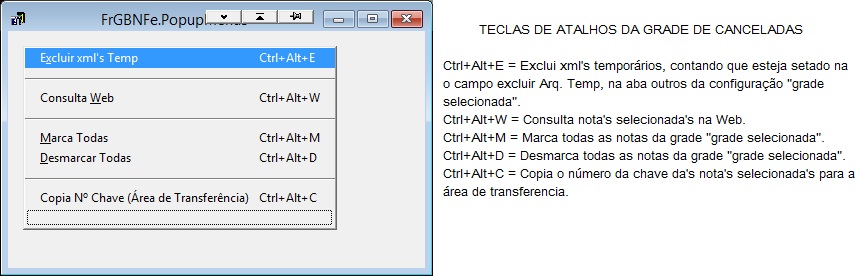 FrGBNFe.PopupMenu8
Excluir xml's Temp Ctrl+Alt+E
Consulta Web Ctrl+Alt+W
Marca Todas Ctrl+Alt+M
Desmarcar Todas Ctrl+Alt+D
Copia Nº Chave (Área de Transferência) Ctrl+Alt+C
TECLAS DE ATALHOS DA GRADE DE CANCELADAS
Ctrl+Alt+E = Exclui xml's temporários, contando que esteja setado na
o campo excluir Arq. Temp, na aba outros da configuração "grade
selecionada".
Ctrl+Alt+W = Consulta nota's selecionada's na Web.
Ctrl+Alt+M = Marca todas as notas da grade "grade selecionada".
Ctrl+Alt+D = Desmarca todas as notas da grade "grade selecionada".
Ctrl+Alt+C = Copia o número da chave da's nota's selecionada's para a
área de transferencia.